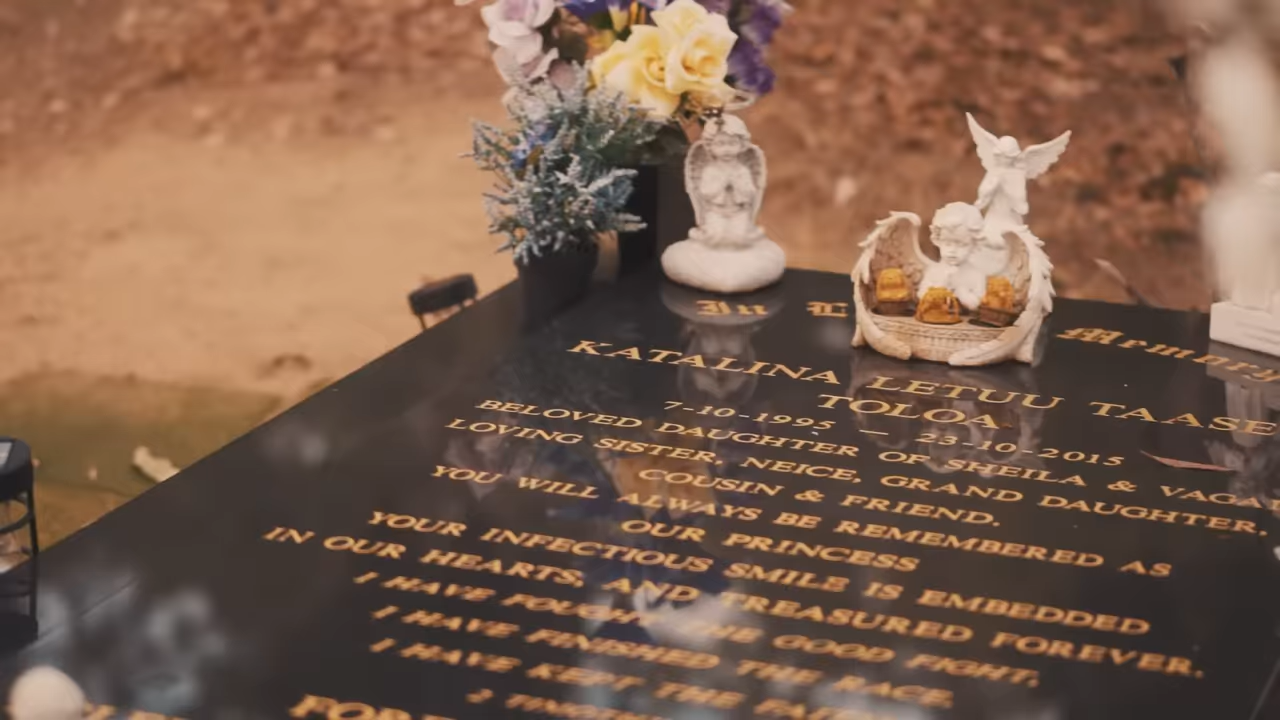 In L Memory
KATALINA LETUU TAASE
TOLOA
7-10-1995 — 23-10-2015
BELOVED DAUGHTER OF SHEILA & VAGA
LOVING SISTER, NEICE, GRAND DAUGHTER,
COUSIN & FRIEND.
YOU WILL ALWAYS BE REMEMBERED AS
OUR PRINCESS
YOUR INFECTIOUS SMILE IS EMBEDDED
IN OUR HEARTS, AND TREASURED FOREVER.
I HAVE FOUGHT THE GOOD FIGHT,
I HAVE FINISHED THE RACE,
I HAVE KEPT THE FAITH